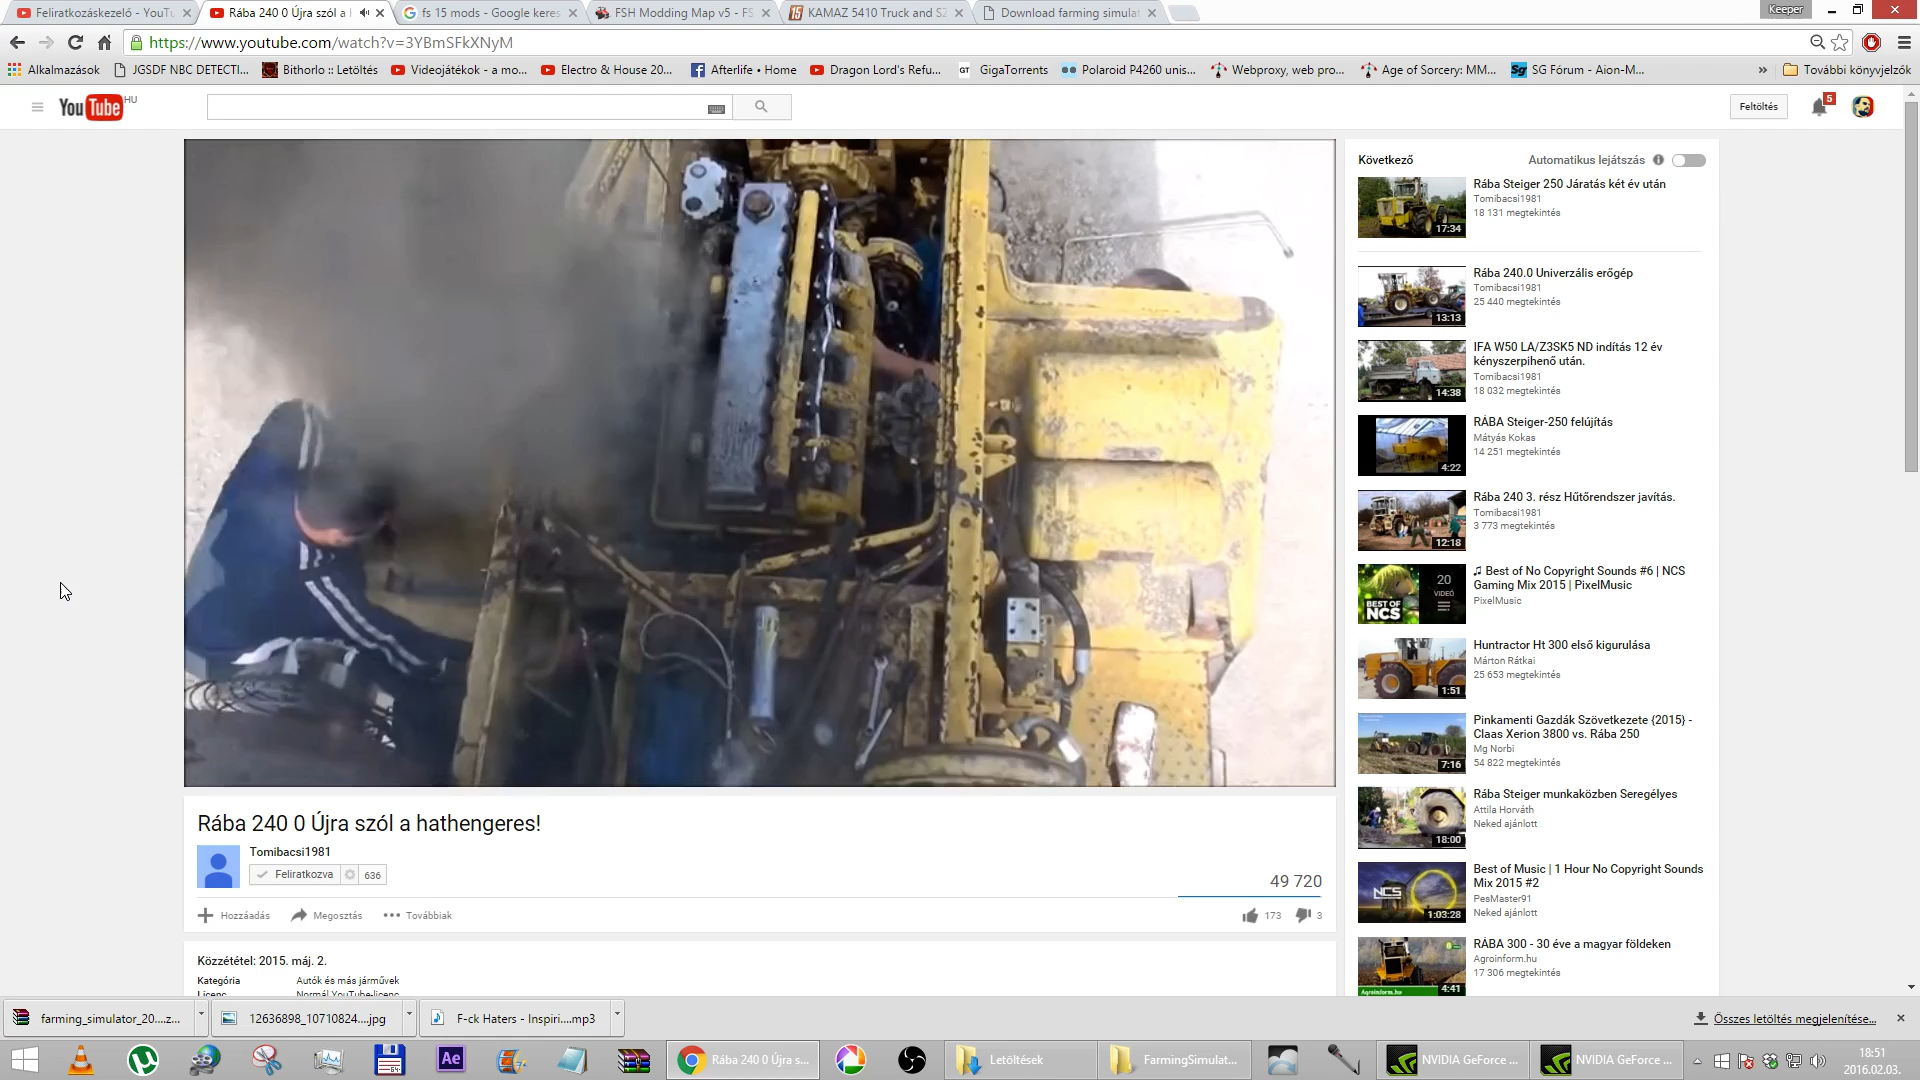 Feliratkozáskezelő - YouTu
Rába 240 0 Újra szól a
fs 15 mods - Google keres
FSH Modding Map v5 - FS
KAMAZ 5410 Truck and SZ
Download farming simulat
Keeper
https://www.youtube.com/watch?v=3YBmSFkXNyM
Alkalmazások
JGSDF NBC DETECTI...
Bithorlo :: Letöltés
Videojátékok - a mo...
Electro & House 20...
Afterlife • Home
Dragon Lord's Refu...
GT GigaTorrents
Polaroid P4260 unis...
Webproxy, web pro...
Age of Sorcery: MM...
Sg SG Fórum - Aion-M...
»
További könyvjelzők
YouTube HU
Feltöltés
5
Következő
Automatikus lejátszás
Rába Steiger 250 Járatás két év után
Tomibacsi1981
18 131 megtekintés
17:34
Rába 240.0 Univerzális erőgép
Tomibacsi1981
25 440 megtekintés
13:13
IFA W50 LA/Z3SK5 ND indítás 12 év
kényszerpihenő után.
Tomibacsi1981
18 032 megtekintés
14:38
RÁBA Steiger-250 felújítás
Mátyás Kokas
14 251 megtekintés
4:22
Rába 240 3. rész Hűtőrendszer javítás.
Tomibacsi1981
3 773 megtekintés
12:18
♫ Best of No Copyright Sounds #6 | NCS
Gaming Mix 2015 | PixelMusic
PixelMusic
BEST OF
NCS
20
VIDEÓ
Huntractor Ht 300 első kigurulása
Márton Rátkai
25 653 megtekintés
1:51
Pinkamenti Gazdák Szövetkezete {2015} -
Claas Xerion 3800 vs. Rába 250
Mg Norbi
54 822 megtekintés
7:16
Rába Steiger munkaközben Seregélyes
Attila Horváth
Neked ajánlott
18:00
Best of Music | 1 Hour No Copyright Sounds
Mix 2015 #2
PesMaster91
Neked ajánlott
NCS
1:03:28
RÁBA 300 - 30 éve a magyar földeken
Agroinform.hu
17 306 megtekintés
Agroinform.hu
4:41
Rába 240 0 Újra szól a hathengeres!
Tomibacsi1981
Feliratkozva
636
49 720
Hozzáadás
Megosztás
Továbbiak
173
3
Közzététel: 2015. máj. 2.
Kategória
Autók és más járművek
Licenc
Normál YouTube-licenc
farming_simulator_20....z...
12636898_10710824....jpg
F-ck Haters - Inspiri....mp3
Összes letöltés megjelenítése...
Ae
Rába 240 0 Újra s...
Letöltések
FarmingSimulat...
NVIDIA GeForce ...
NVIDIA GeForce ...
18:51
2016.02.03.